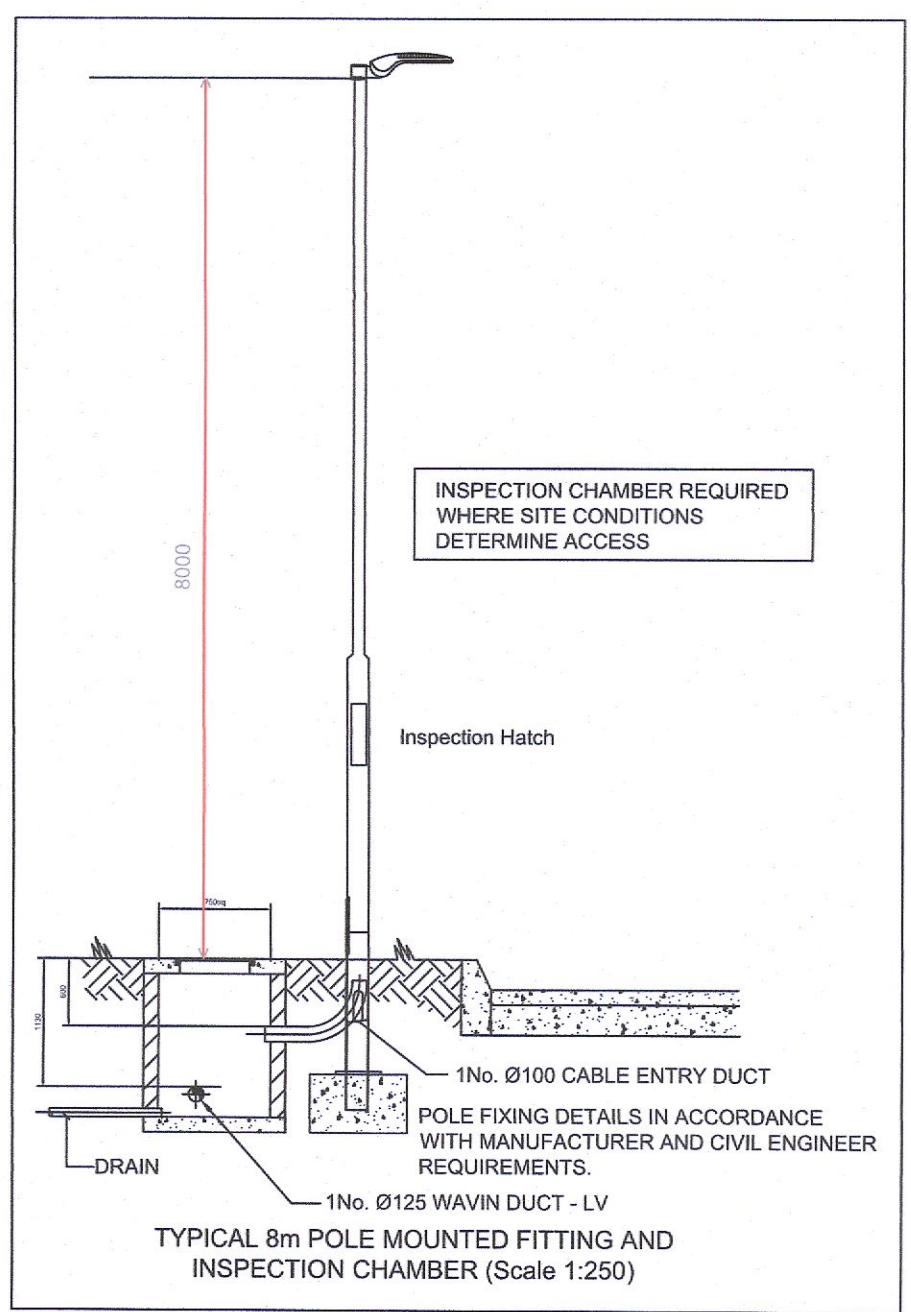 8000
INSPECTION CHAMBER REQUIRED
WHERE SITE CONDITIONS
DETERMINE ACCESS
Inspection Hatch
750sq
600
1130
1No. Ø100 CABLE ENTRY DUCT
POLE FIXING DETAILS IN ACCORDANCE
WITH MANUFACTURER AND CIVIL ENGINEER
REQUIREMENTS.
DRAIN
1No. Ø125 WAVIN DUCT - LV
TYPICAL 8m POLE MOUNTED FITTING AND
INSPECTION CHAMBER (Scale 1:250)